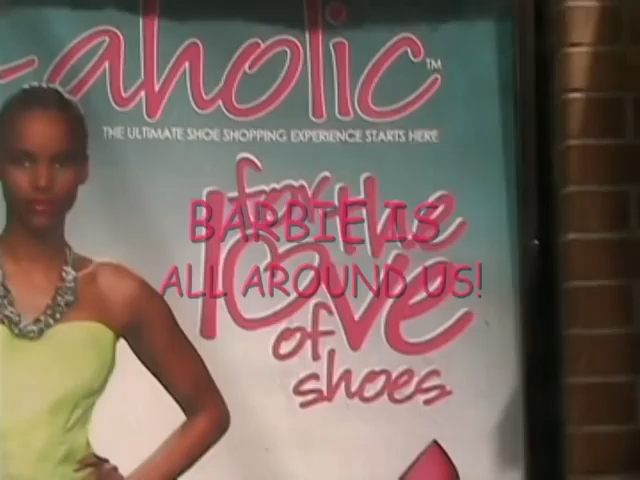 -aholic™
THE ULTIMATE SHOE SHOPPING EXPERIENCE STARTS HERE
for the
love
of
shoes
BARBIE IS
ALL AROUND US!